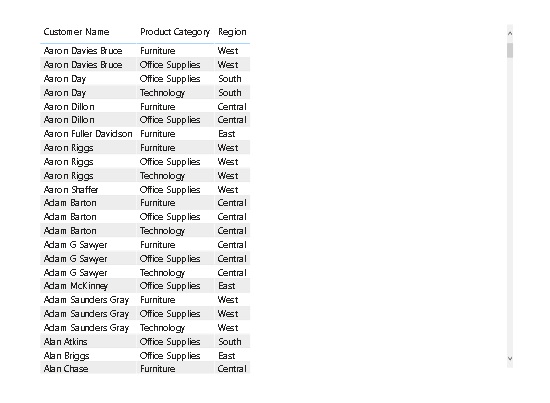 Customer Name Product Category Region
Aaron Davies Bruce Furniture West
Aaron Davies Bruce Office Supplies West
Aaron Day Office Supplies South
Aaron Day Technology South
Aaron Dillon Furniture Central
Aaron Dillon Office Supplies Central
Aaron Fuller Davidson Furniture East
Aaron Riggs Furniture West
Aaron Riggs Office Supplies West
Aaron Riggs Technology West
Aaron Shaffer Office Supplies West
Adam Barton Furniture Central
Adam Barton Office Supplies Central
Adam Barton Technology Central
Adam G Sawyer Furniture Central
Adam G Sawyer Office Supplies Central
Adam G Sawyer Technology Central
Adam McKinney Office Supplies East
Adam Saunders Gray Furniture West
Adam Saunders Gray Office Supplies West
Adam Saunders Gray Technology West
Alan Atkins Office Supplies South
Alan Briggs Office Supplies East
Alan Chase Furniture Central